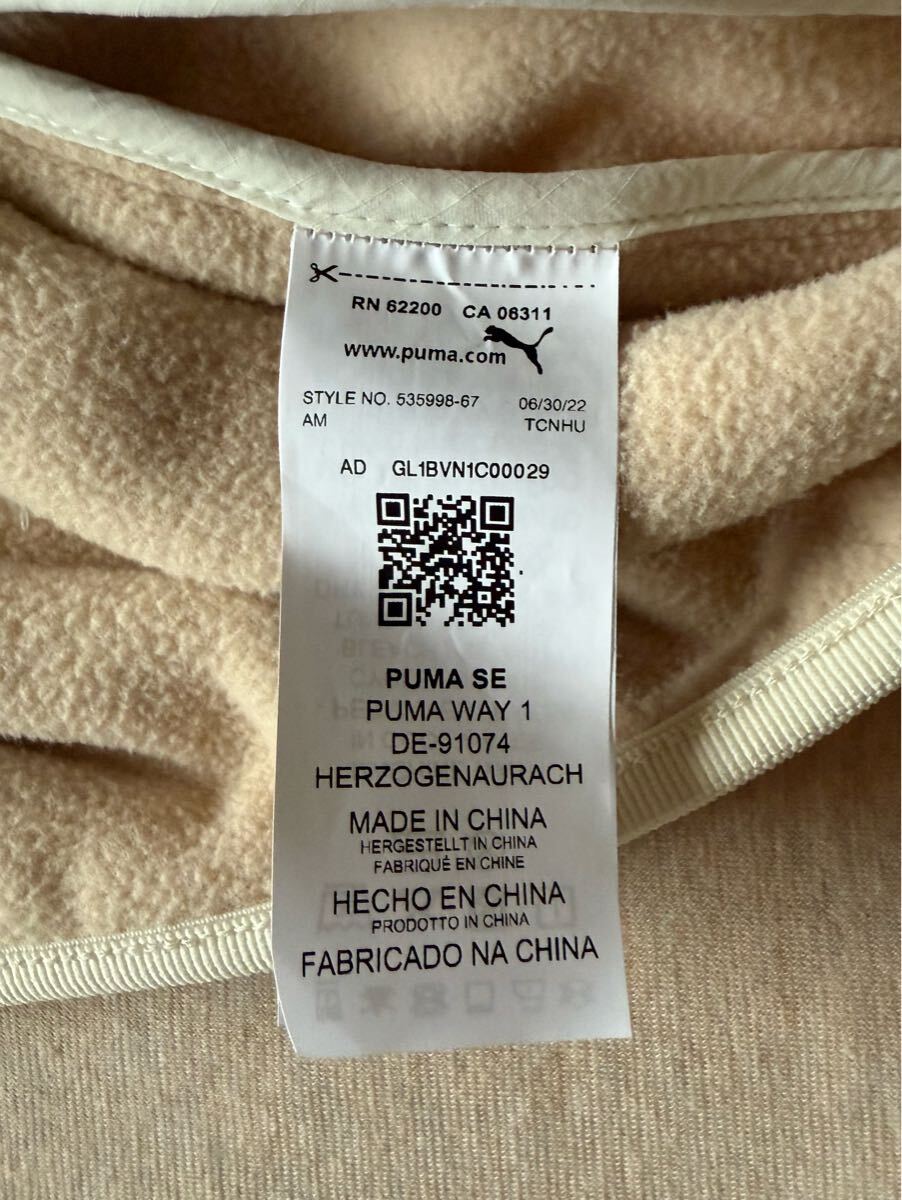 RN 62200 CA 06311
www.puma.com
STYLE NO. 535998-67 06/30/22
AM TCNHU
AD GL1BVN1C00029
PUMA SE
PUMA WAY 1
DE-91074
HERZOGENAURACH
MADE IN CHINA
HERGESTELLT IN CHINA
FABRIQUÉ EN CHINE
HECHO EN CHINA
PRODOTTO IN CHINA
FABRICADO NA CHINA